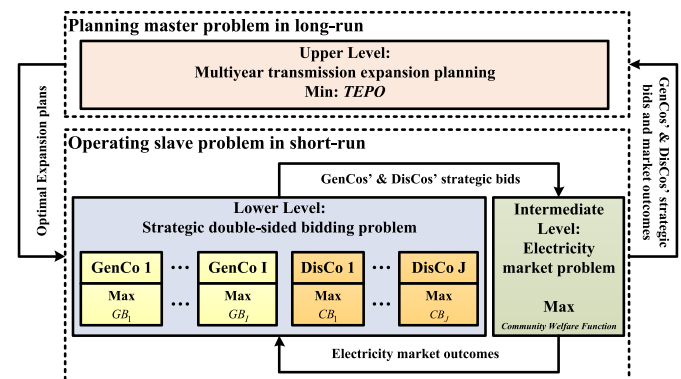 Planning master problem in long-run
Upper Level:
Multiyear transmission expansion planning
Min: TEPO
Optimal Expansion plans
GenCos' & DisCos' strategic
bids and market outcomes
Operating slave problem in short-run
GenCos' & DisCos' strategic bids
Lower Level:
Strategic double-sided bidding problem
GenCo 1 ... GenCo I DisCo 1 ... DisCo J
Max ... Max Max ... Max
GB1 GBI CB1 CBJ
Intermediate
Level:
Electricity
market problem
Max
Community Welfare Function
Electricity market outcomes